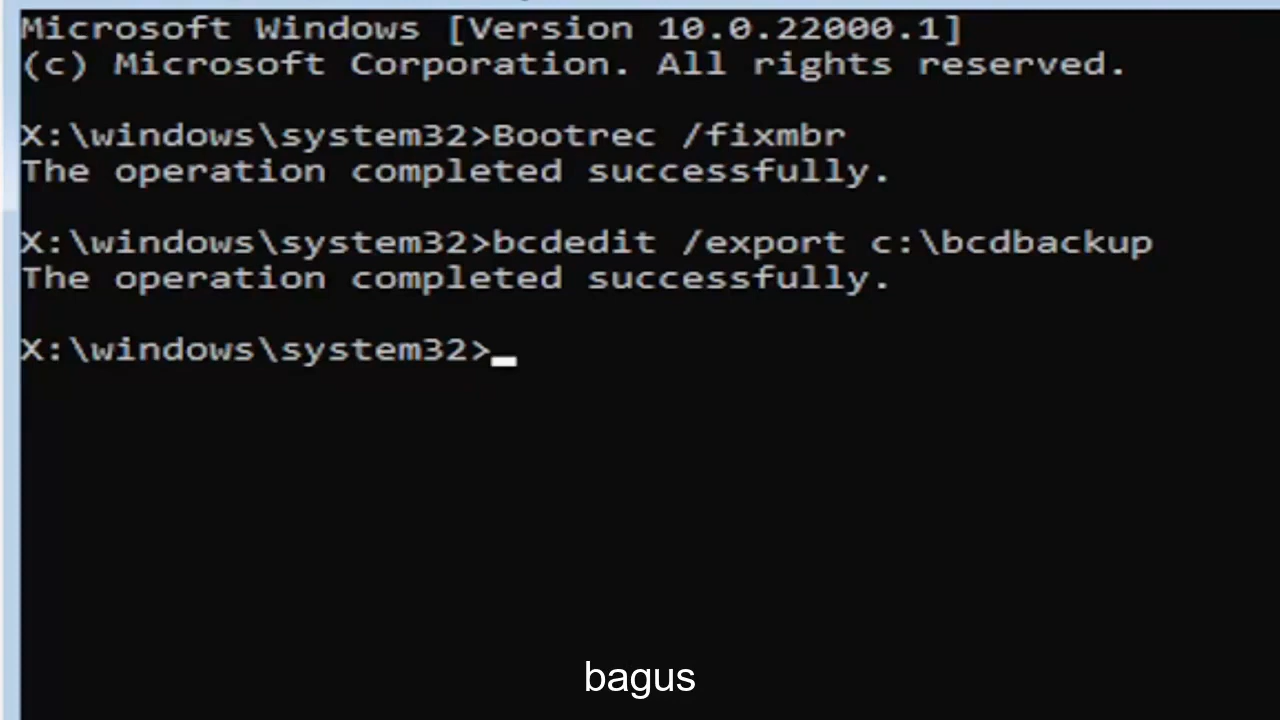 Microsoft Windows [Version 10.0.22000.1]
(c) Microsoft Corporation. All rights reserved.
X:\windows\system32>Bootrec /fixmbr
The operation completed successfully.
X:\windows\system32>bcdedit /export c:\bcdbackup
The operation completed successfully.
X:\windows\system32>
bagus